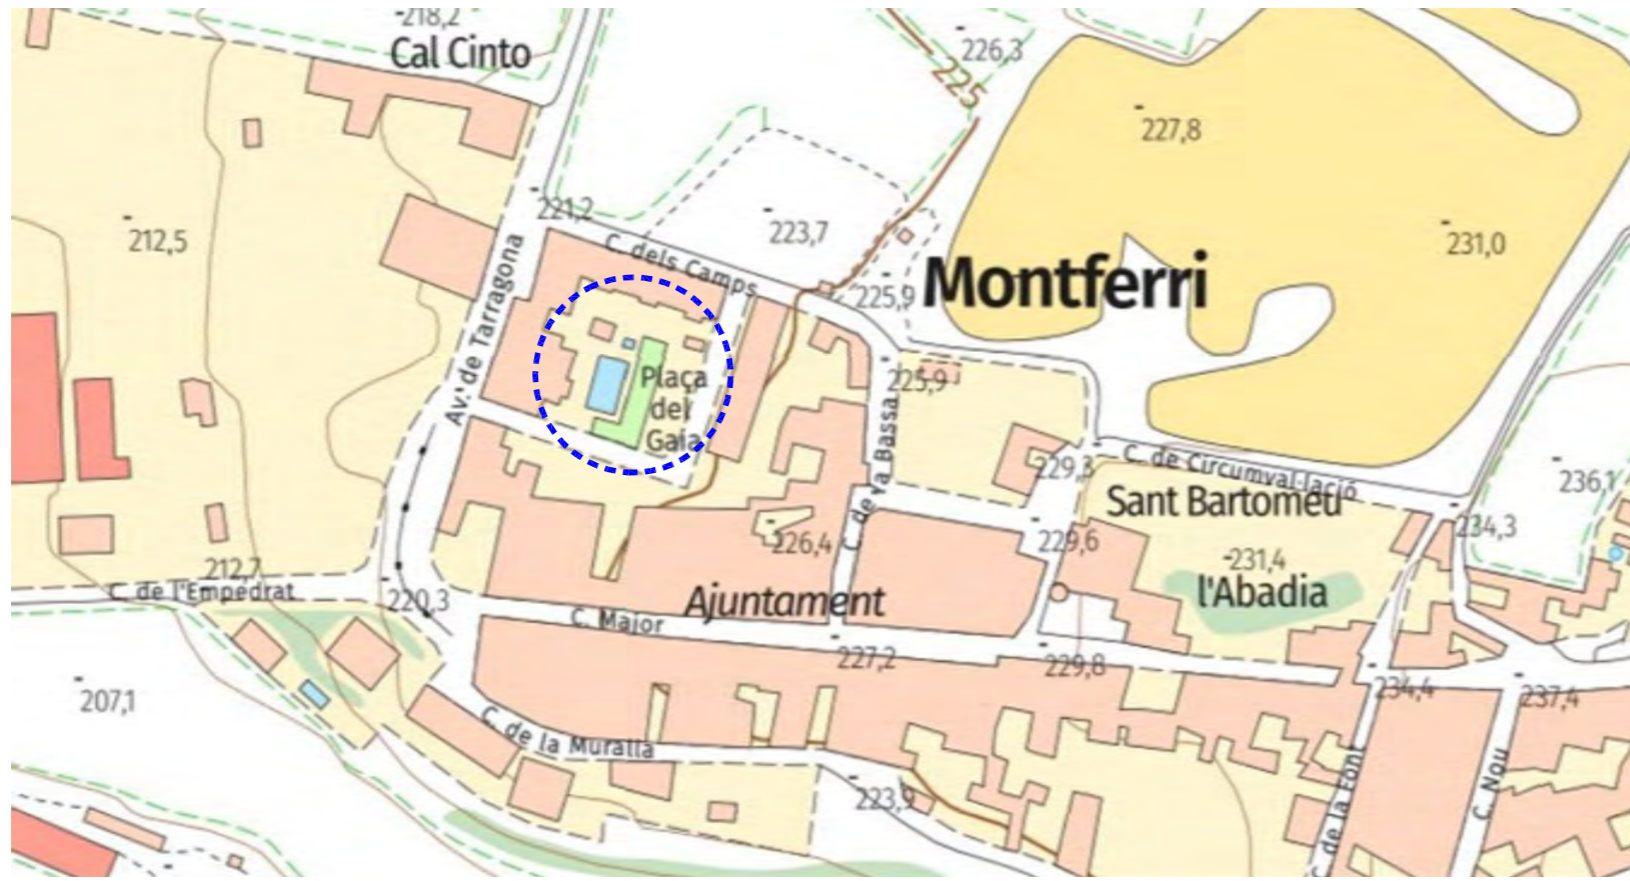 218,2
Cal Cinto
226,3
225
227,8
221,2
212,5
223,7
231,0
C. dels Camps
Av. de Tarragona
Montferri
225,9
Plaça
del
Gaia
225,9
C. de la Bassa
229,3
C. de Circumval·lació
236,1
Sant Bartomeu
234,3
226,4
229,6
231,4
212,7
C. de l'Empedrat
220,3
Ajuntament
l'Abadia
C. Major
227,2
229,8
234,4
237,4
207,1
C. de la Muralla
223,9
C. de la Font
C. Nou